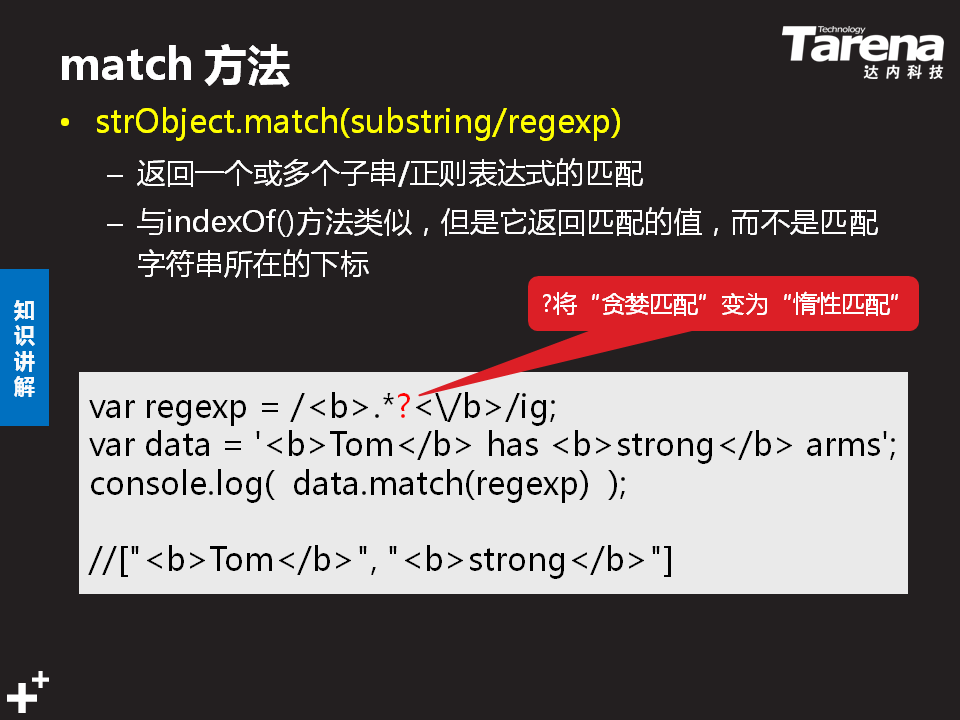 match 方法
Technology
Tarena
达内科技
• strObject.match(substring/regexp)
– 返回一个或多个子串/正则表达式的匹配
– 与indexOf()方法类似，但是它返回匹配的值，而不是匹配
字符串所在的下标
知识讲解
?将“贪婪匹配”变为“惰性匹配”
var regexp = /<b>.*?<\/b>/ig;
var data = '<b>Tom</b> has <b>strong</b> arms';
console.log( data.match(regexp) );
//["<b>Tom</b>", "<b>strong</b>"]